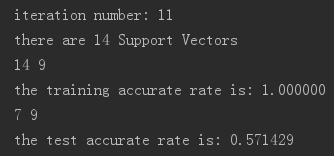 iteration number: 11
there are 14 Support Vectors
14 9
the training accurate rate is: 1.000000
7 9
the test accurate rate is: 0.571429